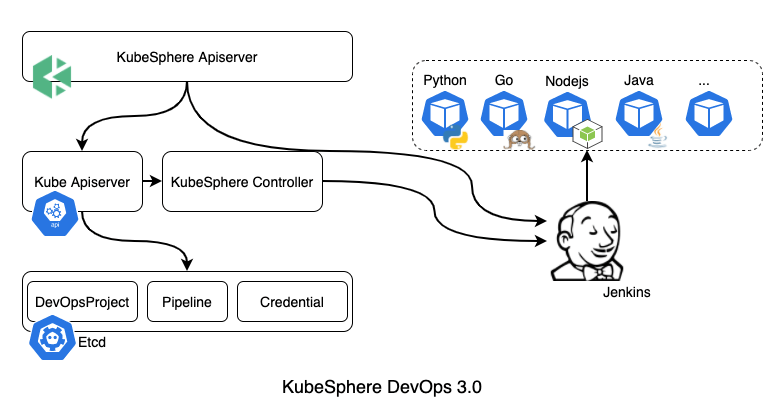 KubeSphere Apiserver
Python
Go
Nodejs
Java
...
Kube Apiserver
KubeSphere Controller
api
Jenkins
DevOpsProject
Pipeline
Credential
Etcd
KubeSphere DevOps 3.0